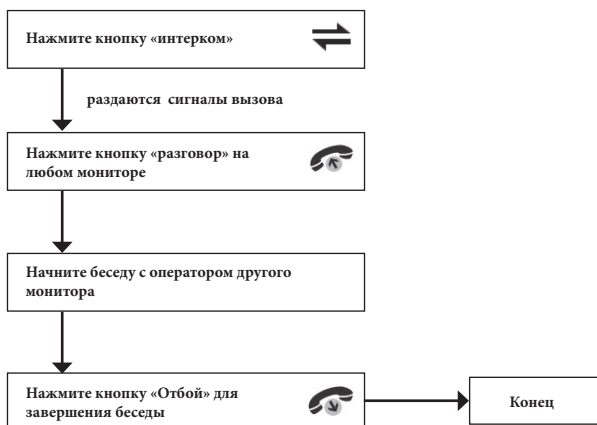 Нажмите кнопку «интерком»
раздаются сигналы вызова
Нажмите кнопку «разговор» на
любом мониторе
Начните беседу с оператором другого
монитора
Нажмите кнопку «Отбой» для
завершения беседы
Конец